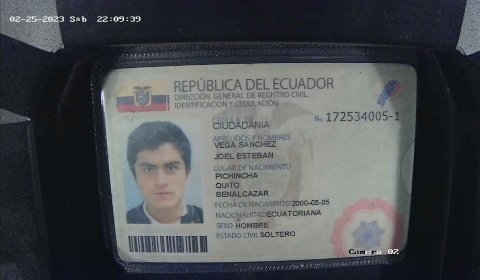 02-25-2023 Sab 22:09:39
REPÚBLICA DEL ECUADOR
DIRECCIÓN GENERAL DE REGISTRO CIVIL,
IDENTIFICACIÓN Y CEDULACIÓN
CÉDULA DE
CIUDADANÍA
No. 172534005-1
APELLIDOS Y NOMBRES
VEGA SANCHEZ
JOEL ESTEBAN
LUGAR DE NACIMIENTO
PICHINCHA
QUITO
BENALCAZAR
FECHA DE NACIMIENTO 2000-05-05
NACIONALIDAD ECUATORIANA
SEXO HOMBRE
ESTADO CIVIL SOLTERO
Camera 02